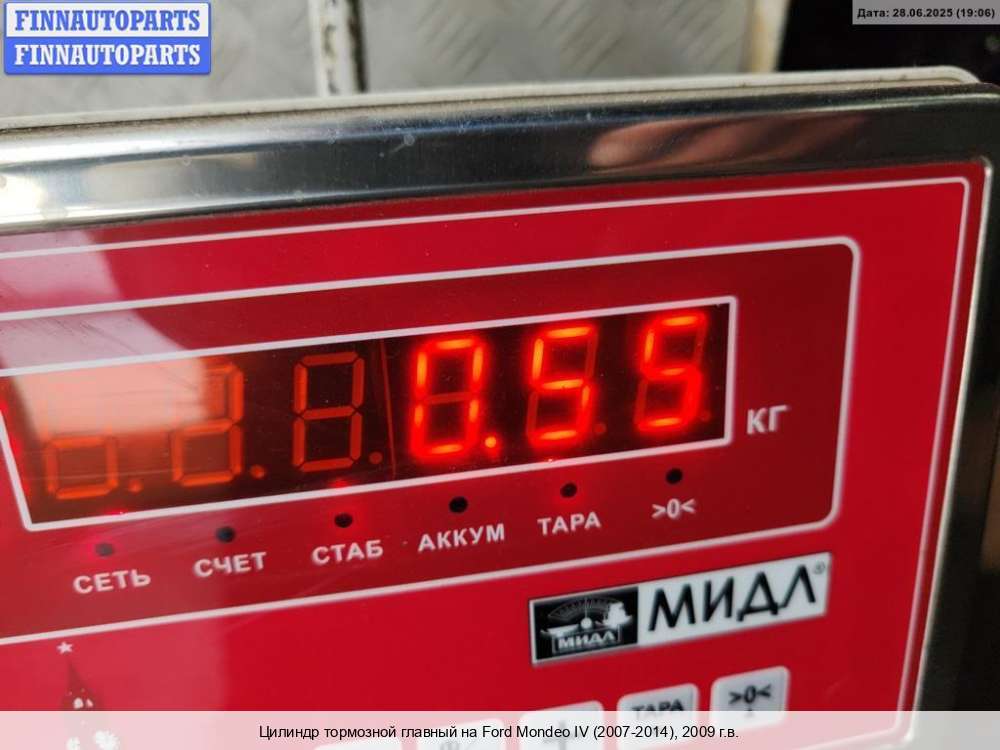 FINNAUTOPARTS
FINNAUTOPARTS
Дата: 28.06.2025 (19:06)
0.55
КГ
СЕТЬ СЧЕТ СТАБ АККУМ ТАРА >0<
МИДЛ МИДЛ®
ТАРА >0<
Цилиндр тормозной главный на Ford Mondeo IV (2007-2014), 2009 г.в.